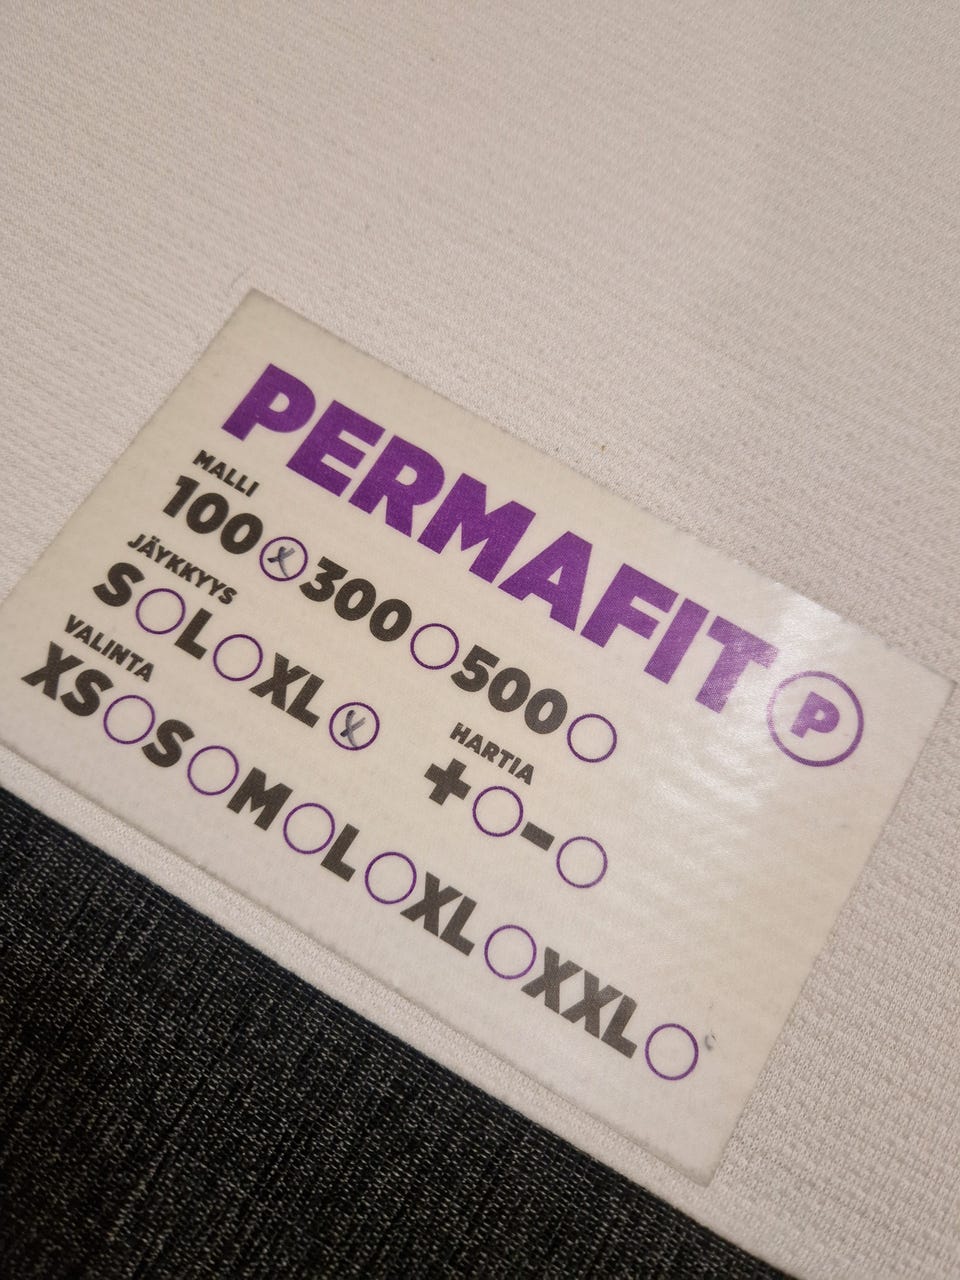 PERMAFIT P
MALLI
100 300 500
JÄYKKYYS HARTIA
S L XL + -
VALINTA
XS S M L XL XXL